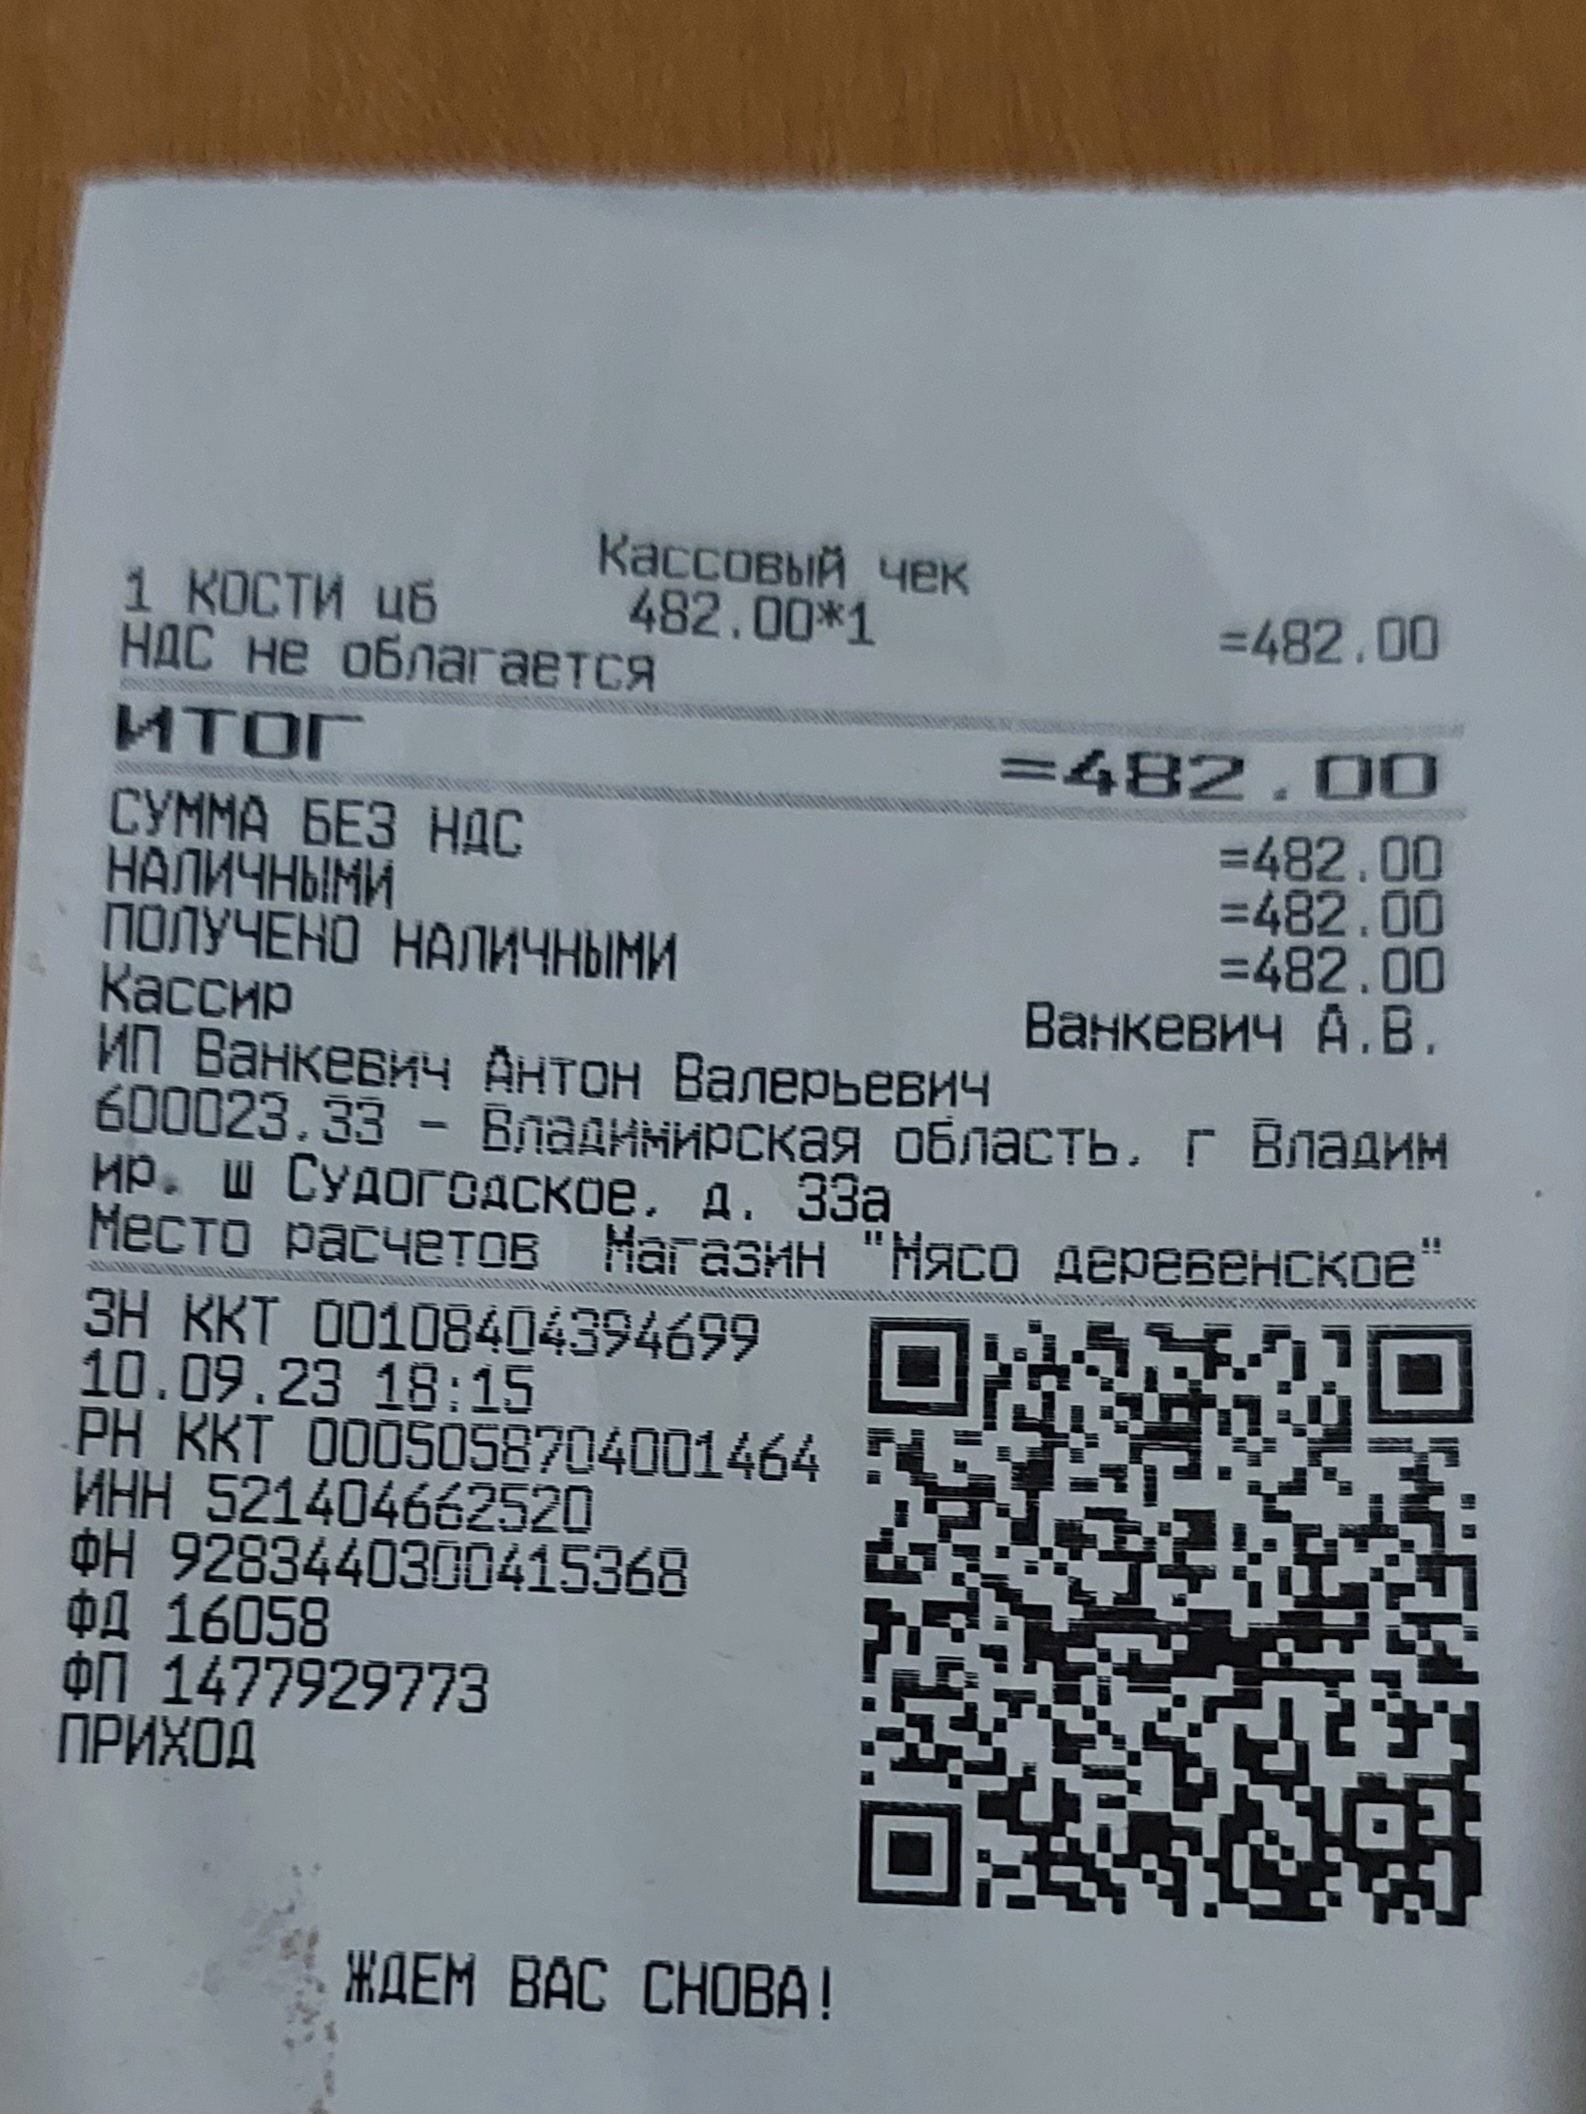 Кассовый чек
1 КОСТИ цб 482.00*1 =482.00
НДС не облагается
ИТОГ =482.00
СУММА БЕЗ НДС =482.00
НАЛИЧНЫМИ =482.00
ПОЛУЧЕНО НАЛИЧНЫМИ =482.00
Кассир Ванкевич А.В.
ИП Ванкевич Антон Валерьевич
600023,33 - Владимирская область, г Владим
ир, ш Судогодское, д. 33а
Место расчетов Магазин "Мясо деревенское"
ЗН ККТ 00108404394699
10.09.23 18:15
РН ККТ 0005058704001464
ИНН 521404662520
ФН 9283440300415368
ФД 16058
ФП 1477929773
ПРИХОД
ЖДЕМ ВАС СНОВА!